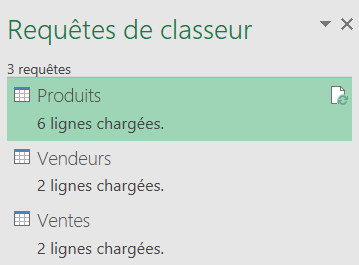 Requêtes de classeur
3 requêtes
Produits
6 lignes chargées.
Vendeurs
2 lignes chargées.
Ventes
2 lignes chargées.